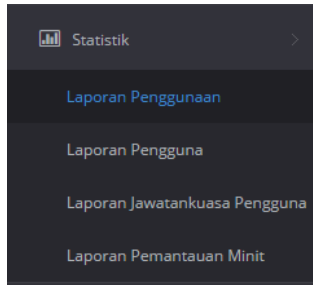 Statistik
Laporan Penggunaan
Laporan Pengguna
Laporan Jawatankuasa Pengguna
Laporan Pemantauan Minit